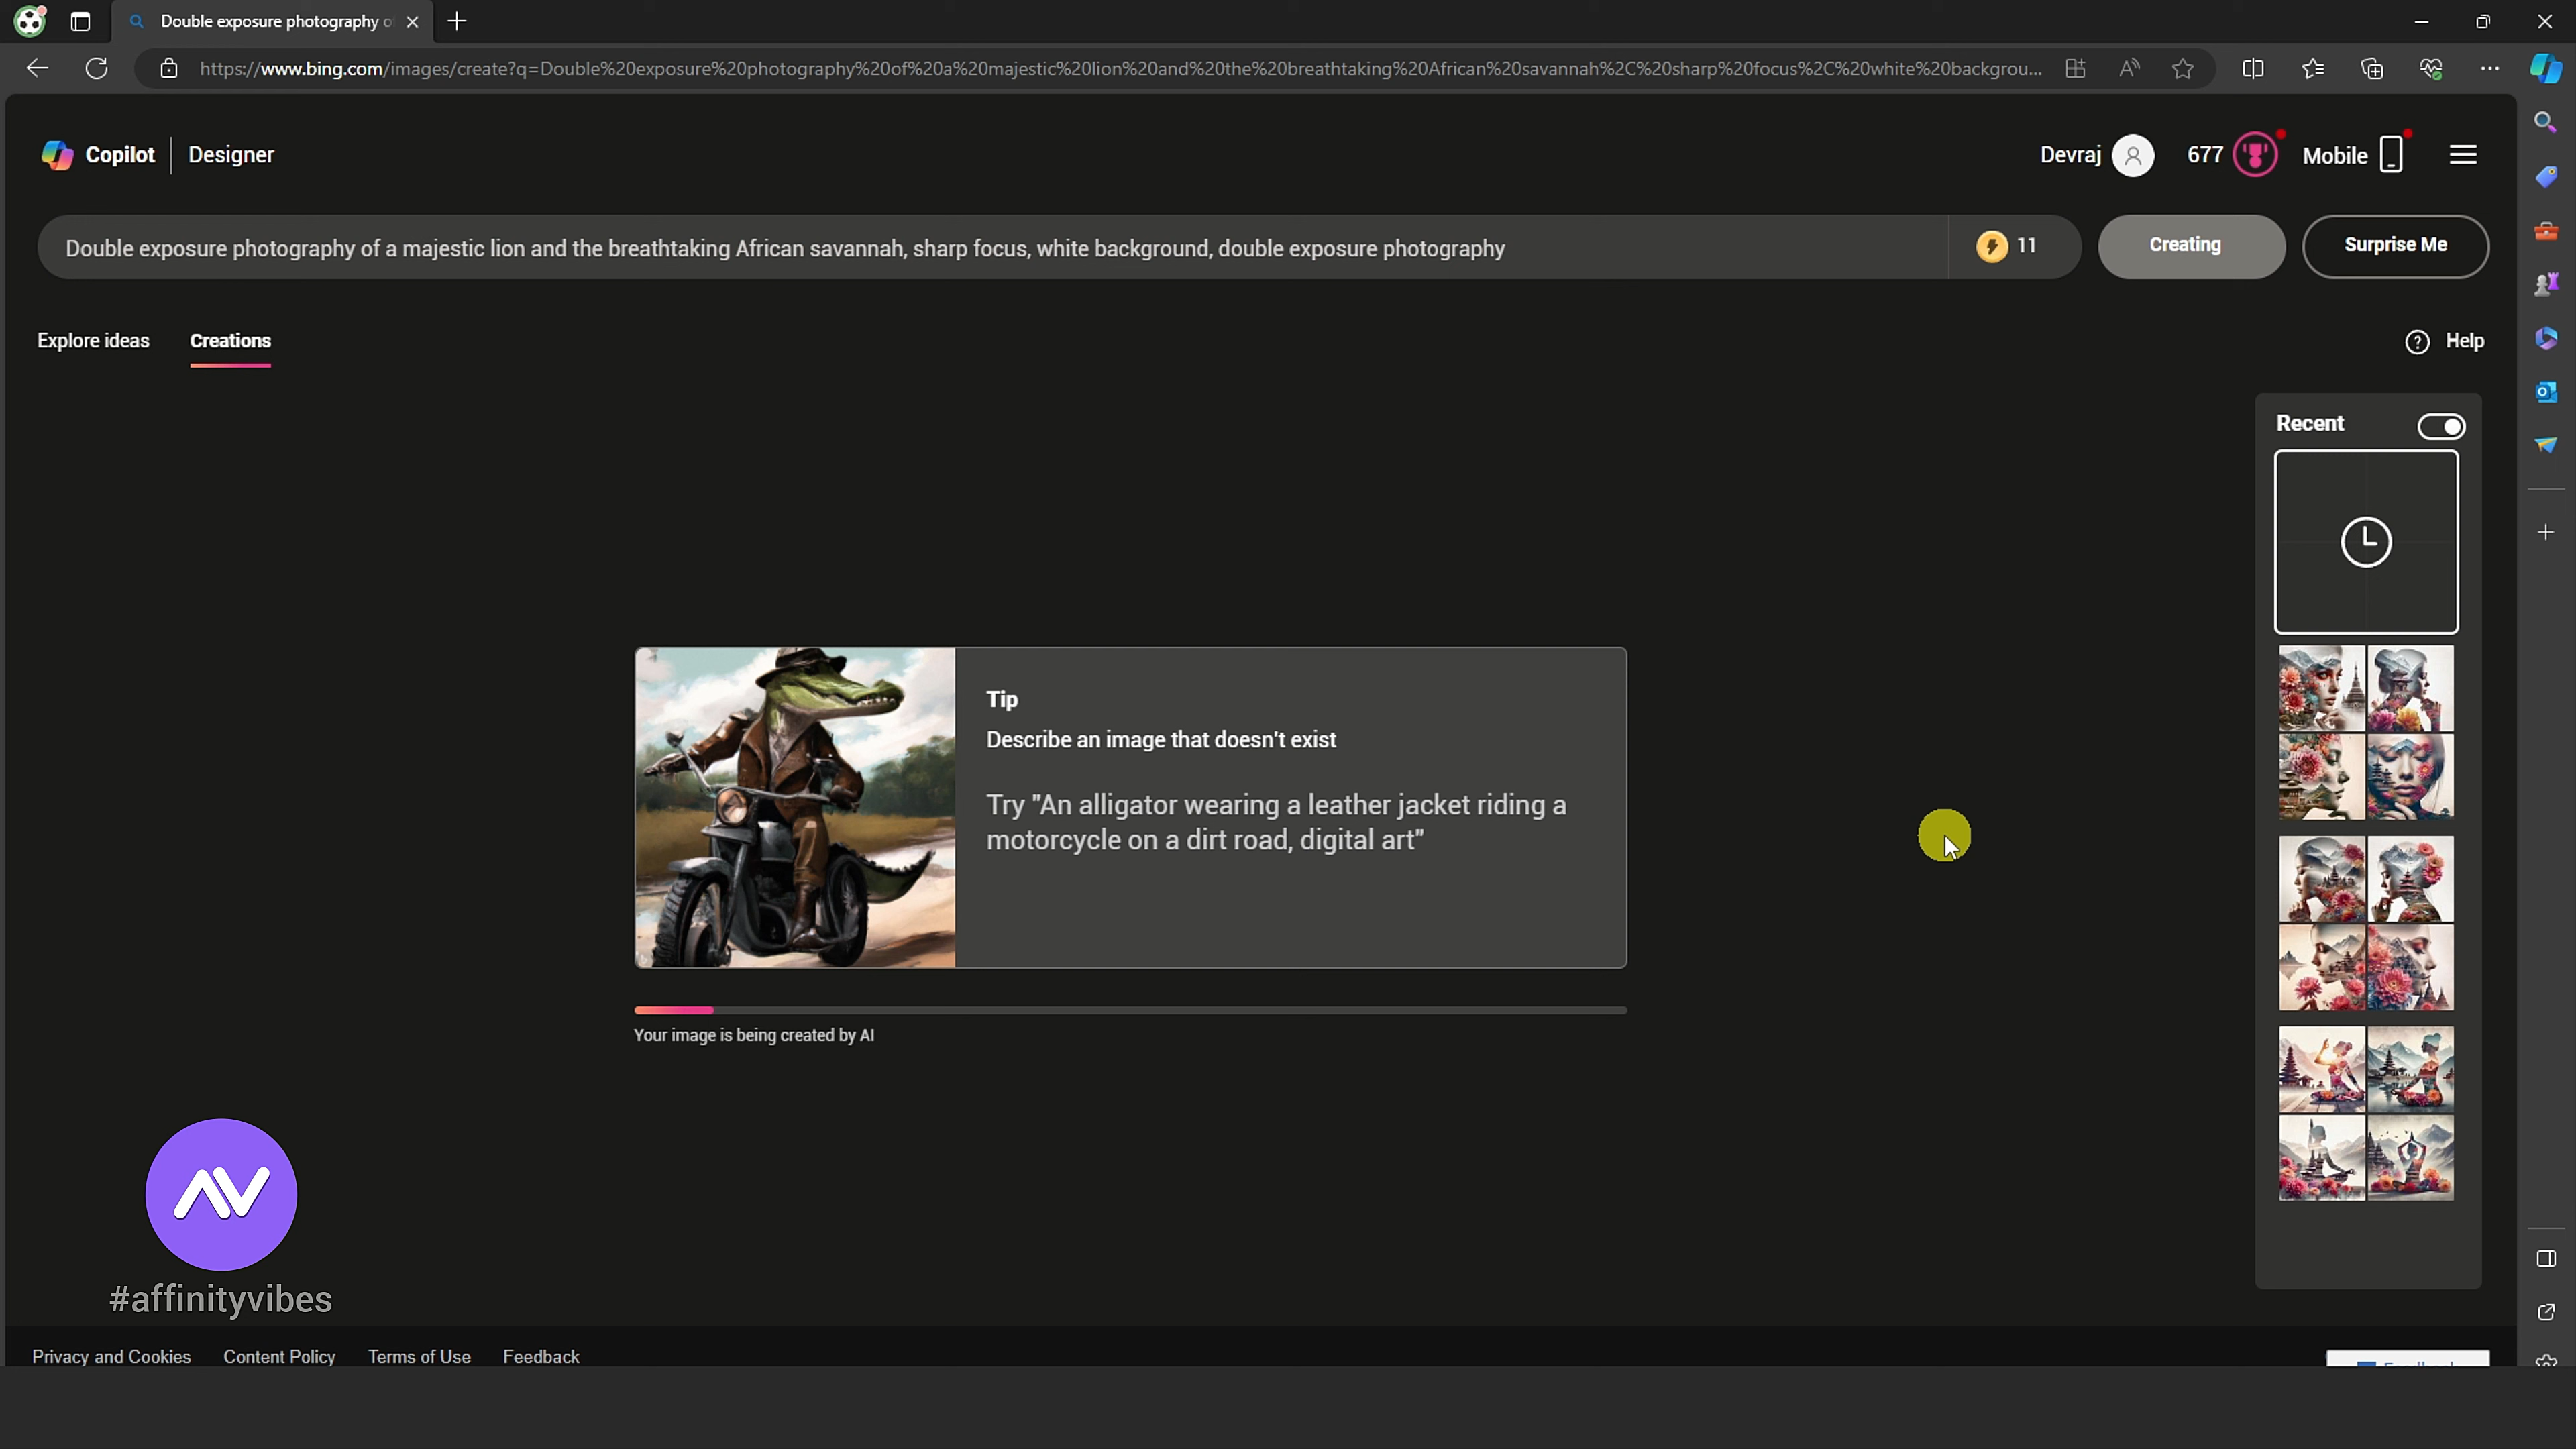 Double exposure photography o
https://www.bing.com/images/create?q=Double%20exposure%20photography%20of%20a%20majestic%20lion%20and%20the%20breathtaking%20African%20savannah%2C%20sharp%20focus%2C%20white%20backgrou...
Copilot | Designer
Devraj
677
Mobile
Double exposure photography of a majestic lion and the breathtaking African savannah, sharp focus, white background, double exposure photography
11
Creating
Surprise Me
Explore ideas
Creations
Help
Recent
Tip
Describe an image that doesn't exist
Try "An alligator wearing a leather jacket riding a
motorcycle on a dirt road, digital art"
Your image is being created by AI
AV
#affinityvibes
Privacy and Cookies
Content Policy
Terms of Use
Feedback